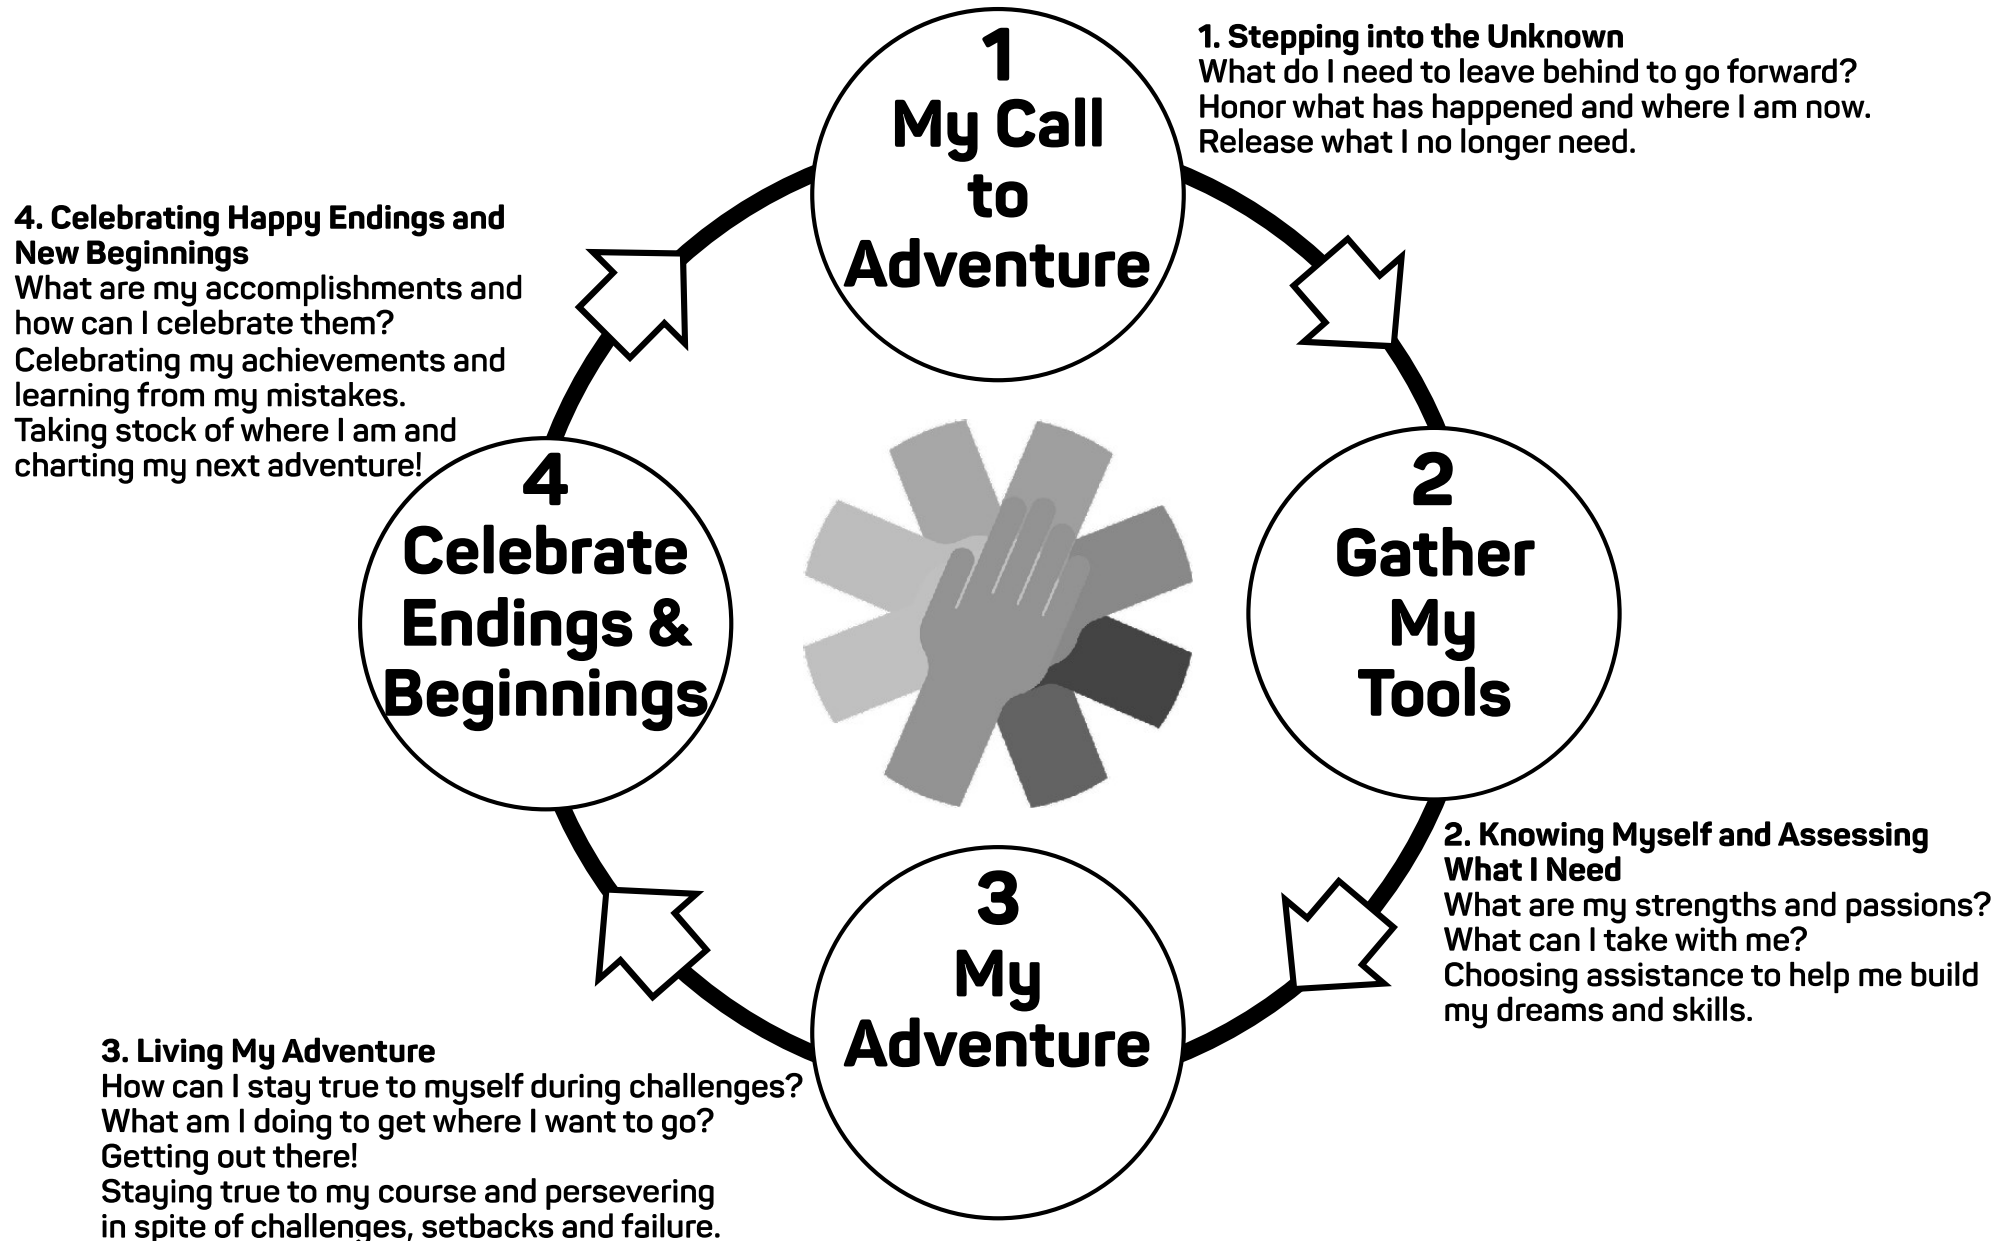 1
My Call
to
Adventure
1. Stepping into the Unknown
What do I need to leave behind to go forward?
Honor what has happened and where I am now.
Release what I no longer need.
2
Gather
My
Tools
2. Knowing Myself and Assessing
What I Need
What are my strengths and passions?
What can I take with me?
Choosing assistance to help me build
my dreams and skills.
3
My
Adventure
3. Living My Adventure
How can I stay true to myself during challenges?
What am I doing to get where I want to go?
Getting out there!
Staying true to my course and persevering
in spite of challenges, setbacks and failure.
4
Celebrate
Endings &
Beginnings
4. Celebrating Happy Endings and
New Beginnings
What are my accomplishments and
how can I celebrate them?
Celebrating my achievements and
learning from my mistakes.
Taking stock of where I am and
charting my next adventure!